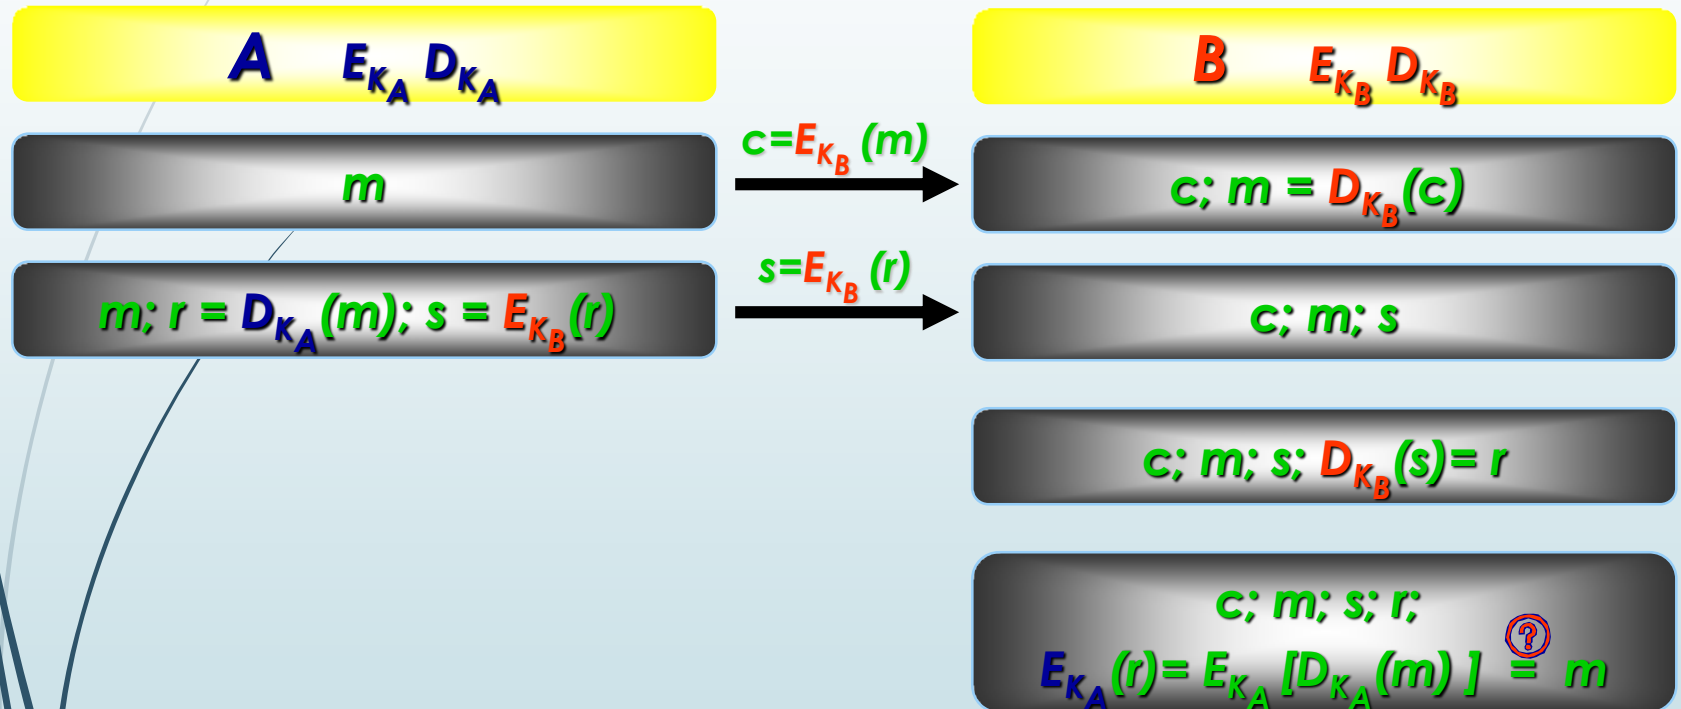 A E_{K_A} D_{K_A}
B E_{K_B} D_{K_B}
m
c=E_{K_B} (m)
c; m = D_{K_B}(c)
m; r = D_{K_A}(m); s = E_{K_B}(r)
s=E_{K_B} (r)
c; m; s
c; m; s; D_{K_B}(s)= r
c; m; s; r;
?
E_{K_A}(r)= E_{K_A} [D_{K_A}(m) ] = m